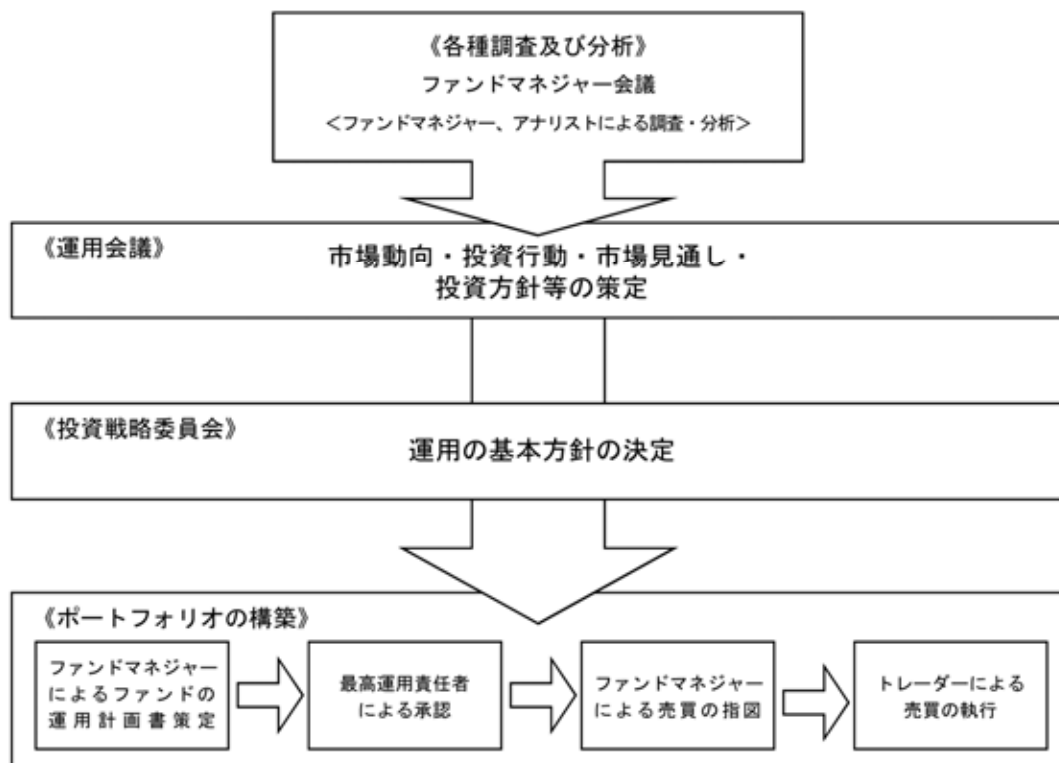 《各種調査及び分析》
ファンドマネジャー会議
＜ファンドマネジャー、アナリストによる調査・分析＞
《運用会議》
市場動向・投資行動・市場見通し・
投資方針等の策定
《投資戦略委員会》
運用の基本方針の決定
《ポートフォリオの構築》
ファンドマネジャー
によるファンドの
運用計画書策定
最高運用責任者
による承認
ファンドマネジャー
による売買の指図
トレーダーによる
売買の執行